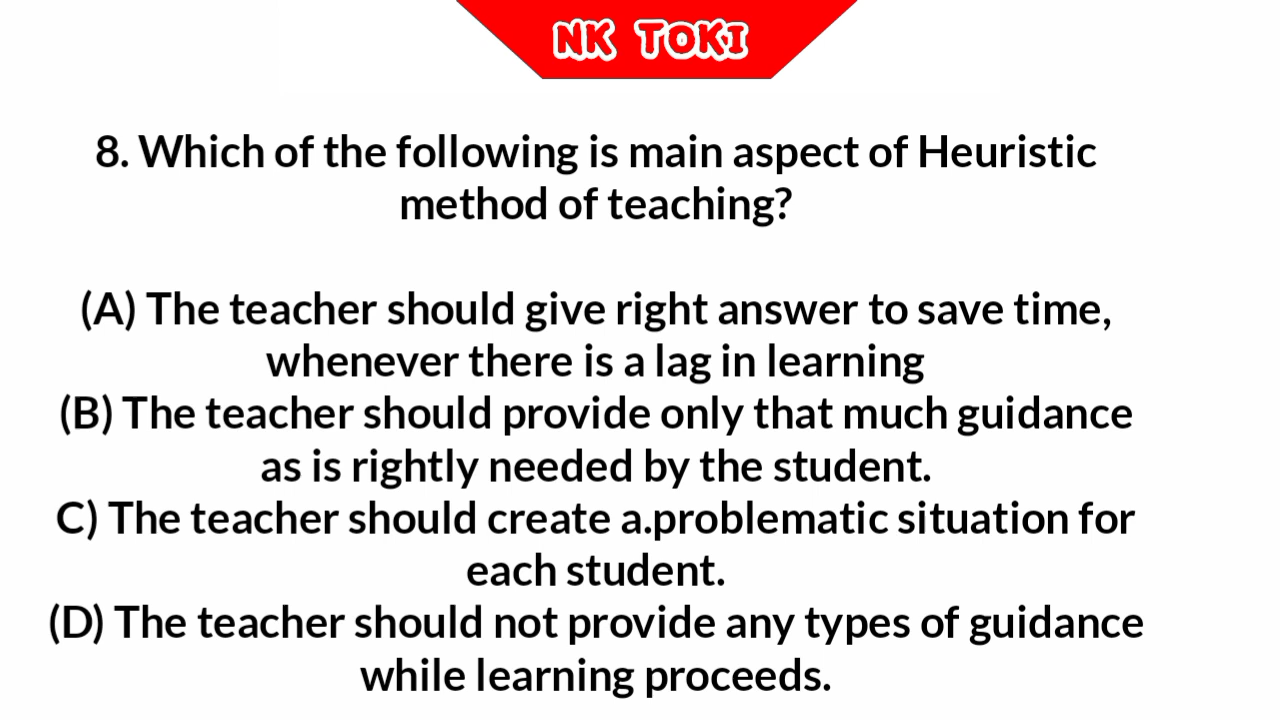 NK TOKI
8. Which of the following is main aspect of Heuristic
method of teaching?
(A) The teacher should give right answer to save time,
whenever there is a lag in learning
(B) The teacher should provide only that much guidance
as is rightly needed by the student.
C) The teacher should create a.problematic situation for
each student.
(D) The teacher should not provide any types of guidance
while learning proceeds.